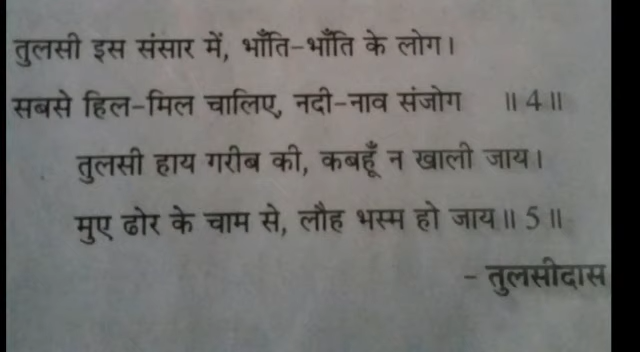 तुलसी इस संसार में, भाँति-भाँति के लोग।
सबसे हिल-मिल चालिए, नदी-नाव संजोग ॥ 4 ॥
तुलसी हाय गरीब की, कबहूँ न खाली जाय।
मुए ढोर के चाम से, लौह भस्म हो जाय॥ 5 ॥
- तुलसीदास